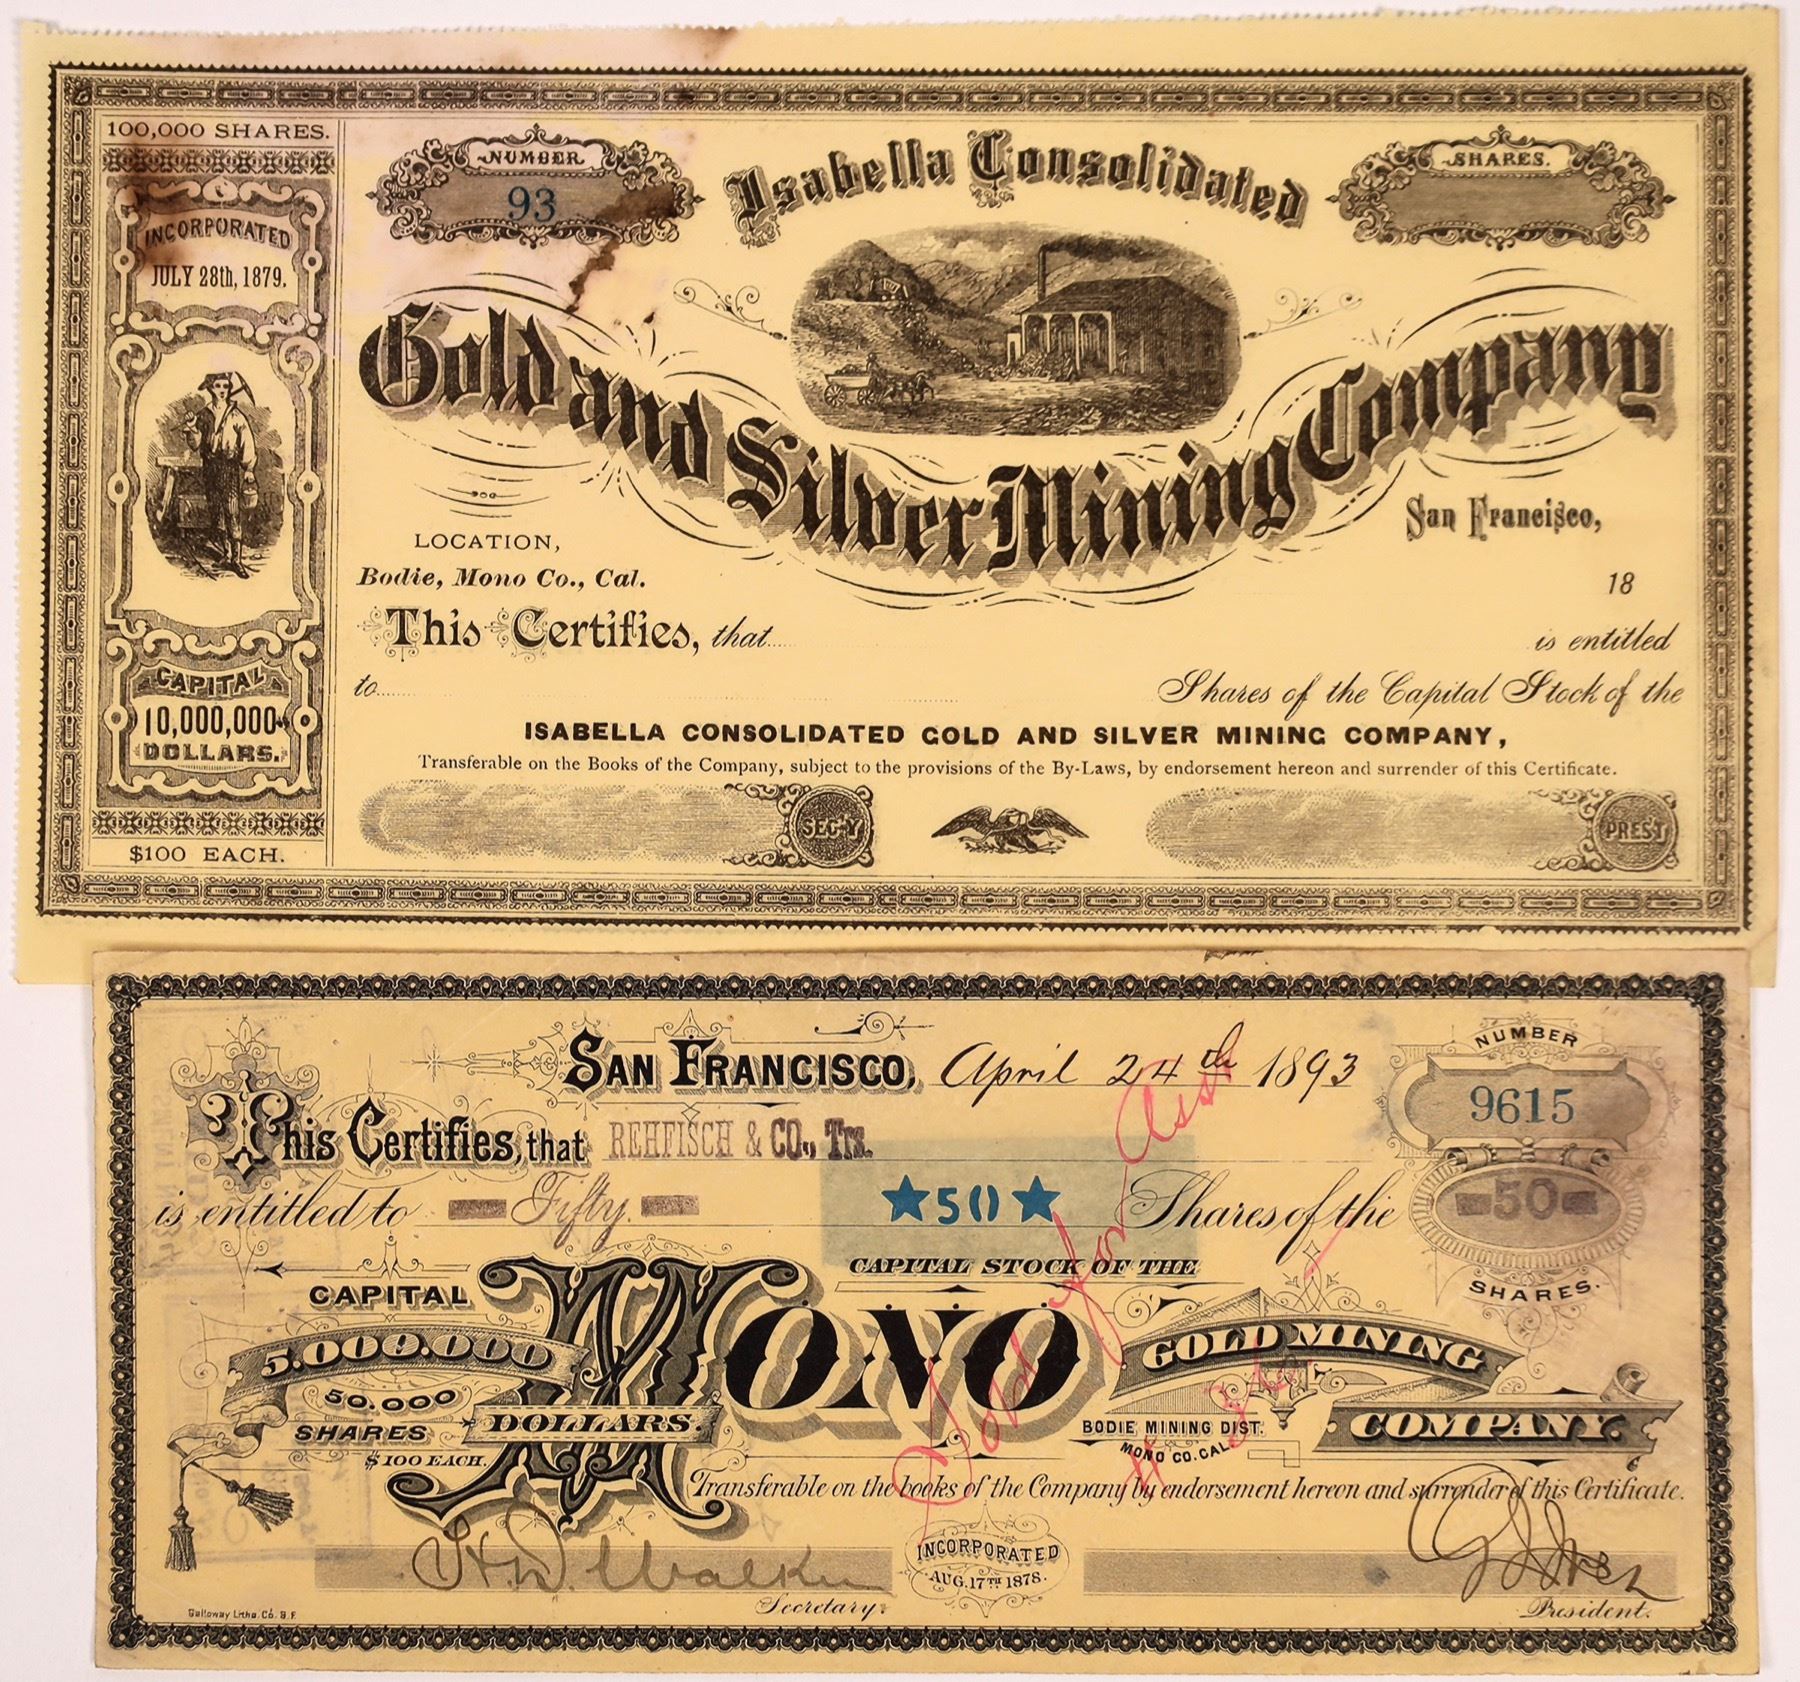 100,000 SHARES.
INCORPORATED
JULY 28th, 1879.
CAPITAL
10,000,000
DOLLARS.
$100 EACH.
NUMBER
93
Isabella Consolidated
SHARES.
Gold and Silver Mining Company
San Francisco,
18
LOCATION,
Bodie, Mono Co., Cal.
This Certifies, that is entitled
to Shares of the Capital Stock of the
ISABELLA CONSOLIDATED GOLD AND SILVER MINING COMPANY,
Transferable on the Books of the Company, subject to the provisions of the By-Laws, by endorsement hereon and surrender of this Certificate.
SEC'Y
PRES'T
SAN FRANCISCO, April 24th 1893
NUMBER
9615
This Certifies, that REHFISCH & CO., Trs.
is entitled to Fifty. ★50★ Shares of the
50
SHARES.
CAPITAL STOCK OF THE
CAPITAL
5.000.000
DOLLARS.
50.000
SHARES
$100 EACH.
MONO
GOLD MINING
COMPANY.
BODIE MINING DIST.
MONO CO. CAL.
Sold for Asst
Transferable on the books of the Company by endorsement hereon and surrender of this Certificate.
H. D. Walker
Secretary.
INCORPORATED
AUG. 17TH 1878.
President.
Galloway Litho. Co. S.F.